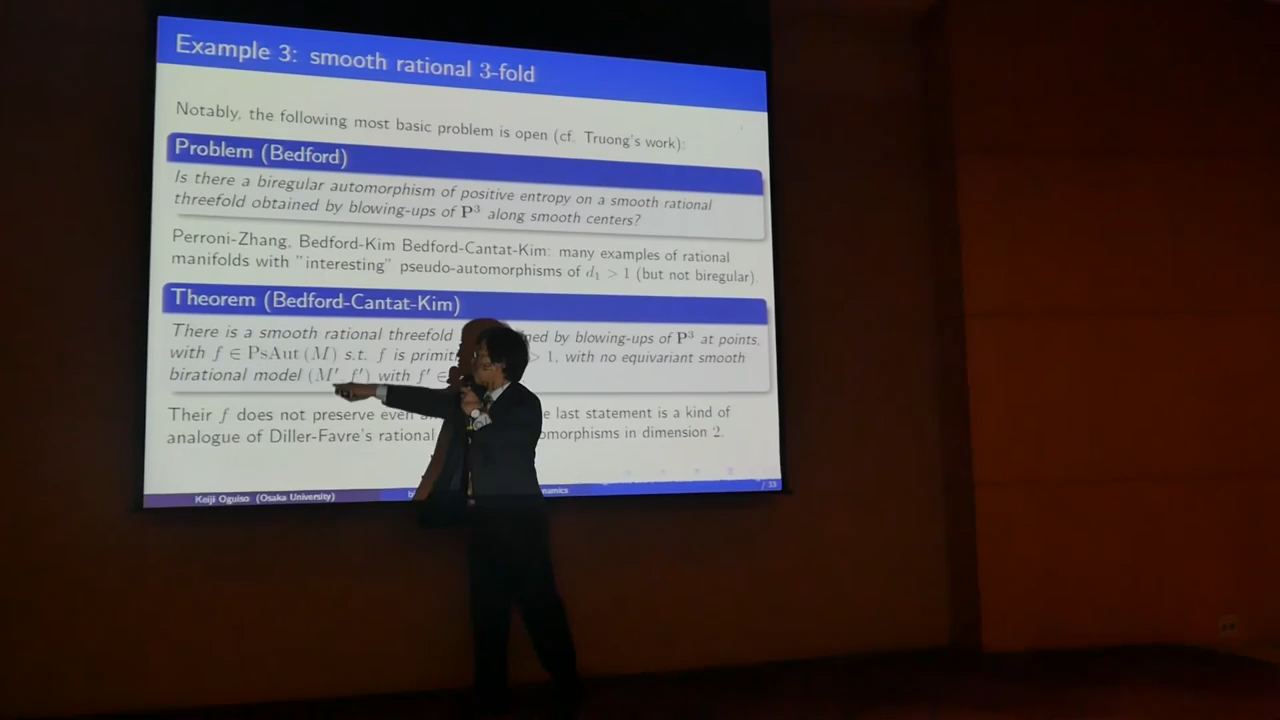 Example 3: smooth rational 3-fold
Notably, the following most basic problem is open (cf. Truong's work):
Problem (Bedford)
Is there a biregular automorphism of positive entropy on a smooth rational
threefold obtained by blowing-ups of P³ along smooth centers?
Perroni-Zhang, Bedford-Kim Bedford-Cantat-Kim: many examples of rational
manifolds with "interesting" pseudo-automorphisms of d₁ > 1 (but not biregular).
Theorem (Bedford-Cantat-Kim)
There is a smooth rational threefold by blowing-ups of P³ at points,
with f ∈ PsAut (M) s.t. f is > 1, with no equivariant smooth
birational model (M′, f′) with f′ ∈
Their f does not preserve even last statement is a kind of
analogue of Diller-Favre's rational in dimension 2.
Keiji Oguiso (Osaka University) / 33